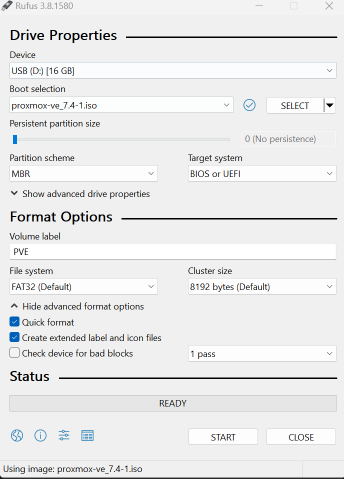 Rufus 3.8.1580
Drive Properties
Device
USB (D:) [16 GB]
Boot selection
proxmox-ve_7.4-1.iso
SELECT
Persistent partition size
0 (No persistence)
Partition scheme
Target system
MBR
BIOS or UEFI
Show advanced drive properties
Format Options
Volume label
PVE
File system
Cluster size
FAT32 (Default)
8192 bytes (Default)
Hide advanced format options
Quick format
Create extended label and icon files
Check device for bad blocks
1 pass
Status
READY
START
CLOSE
Using image: proxmox-ve_7.4-1.iso